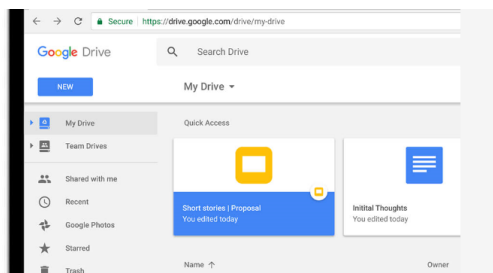 Secure https://drive.google.com/drive/my-drive
Google Drive
Search Drive
NEW
My Drive
My Drive
Team Drives
Shared with me
Recent
Google Photos
Starred
Trash
Quick Access
Short stories | Proposal
You edited today
Initital Thoughts
You edited today
Name
Owner